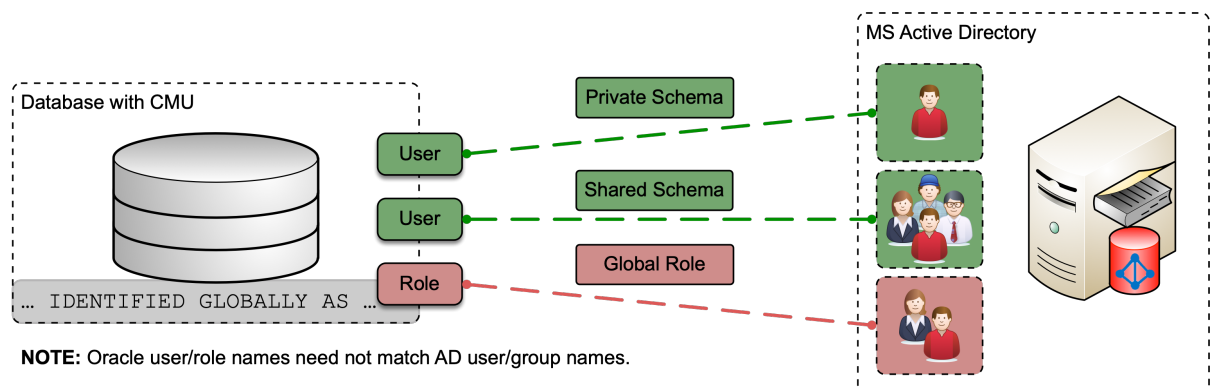 MS Active Directory
Database with CMU
Private Schema
User
Shared Schema
User
Global Role
Role
... IDENTIFIED GLOBALLY AS ...
NOTE: Oracle user/role names need not match AD user/group names.